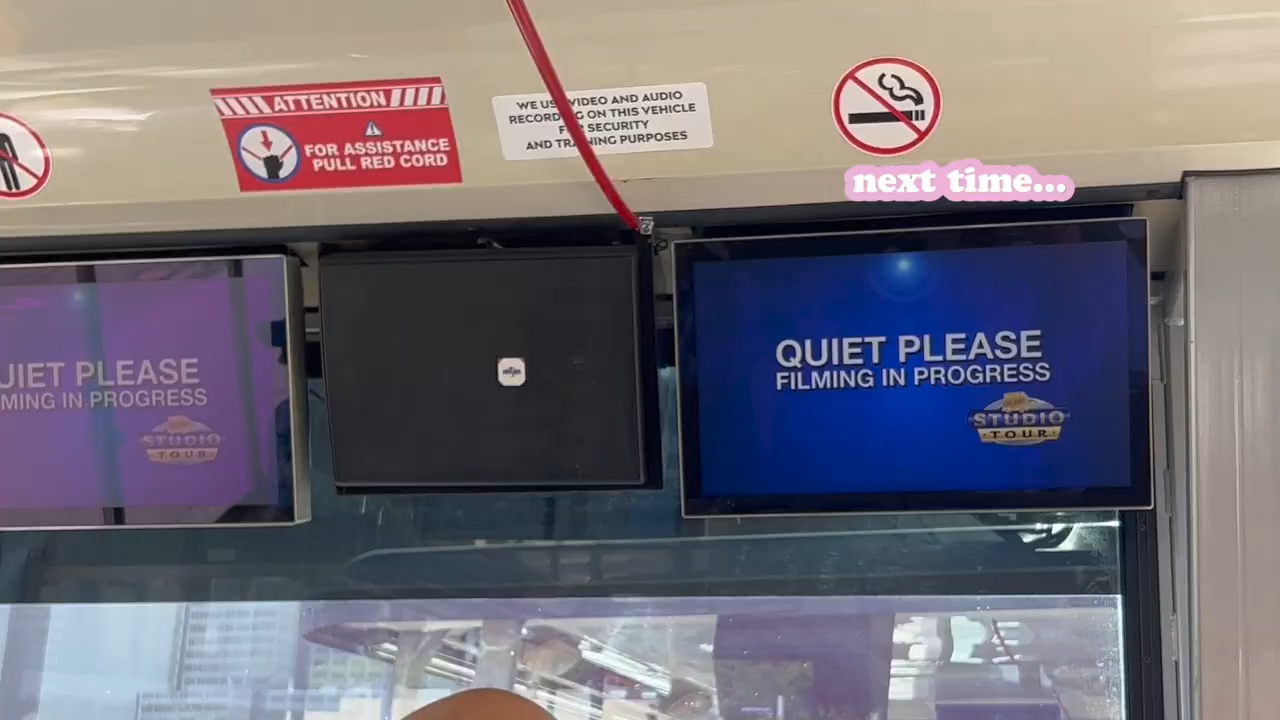 ATTENTION
FOR ASSISTANCE
PULL RED CORD
WE USE VIDEO AND AUDIO
RECORDING ON THIS VEHICLE
FOR SECURITY
AND TRAINING PURPOSES
next time...
UIET PLEASE
MING IN PROGRESS
STUDIO
TOUR
QUIET PLEASE
FILMING IN PROGRESS
STUDIO
TOUR